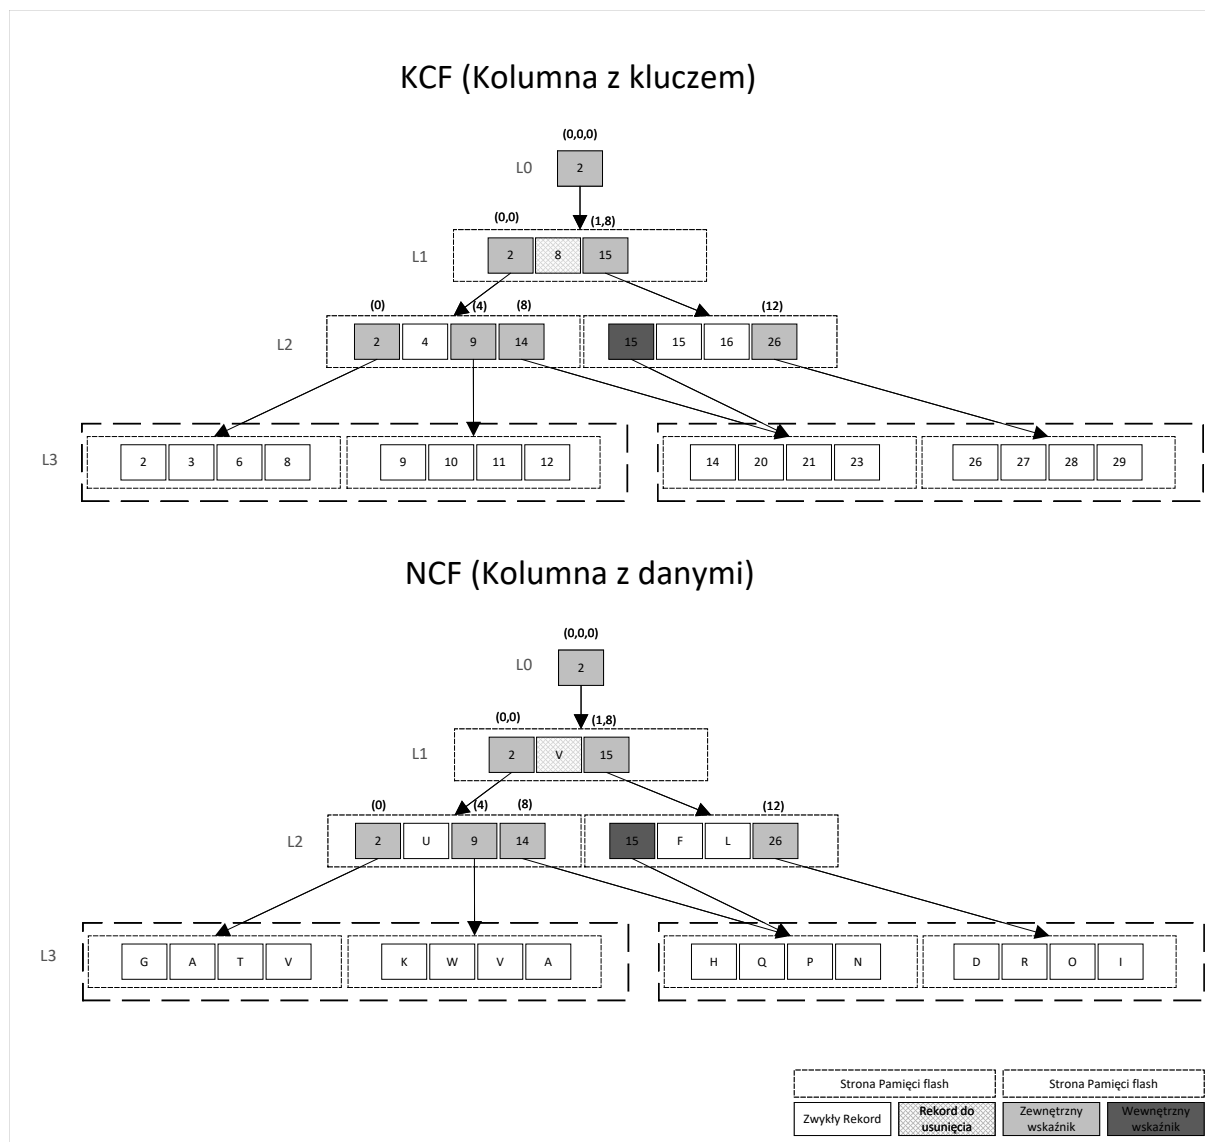 KCF (Kolumna z kluczem)
(0,0,0)
L0 2
(0,0) (1,8)
L1 2 8 15
(0) (4) (8) (12)
L2 2 4 9 14 15 15 16 26
L3 2 3 6 8 9 10 11 12 14 20 21 23 26 27 28 29
NCF (Kolumna z danymi)
(0,0,0)
L0 2
(0,0) (1,8)
L1 2 V 15
(0) (4) (8) (12)
L2 2 U 9 14 15 F L 26
L3 G A T V K W V A H Q P N D R O I
Strona Pamięci flash Strona Pamięci flash
Zwykły Rekord Rekord do usunięcia Zewnętrzny wskaźnik Wewnętrzny wskaźnik